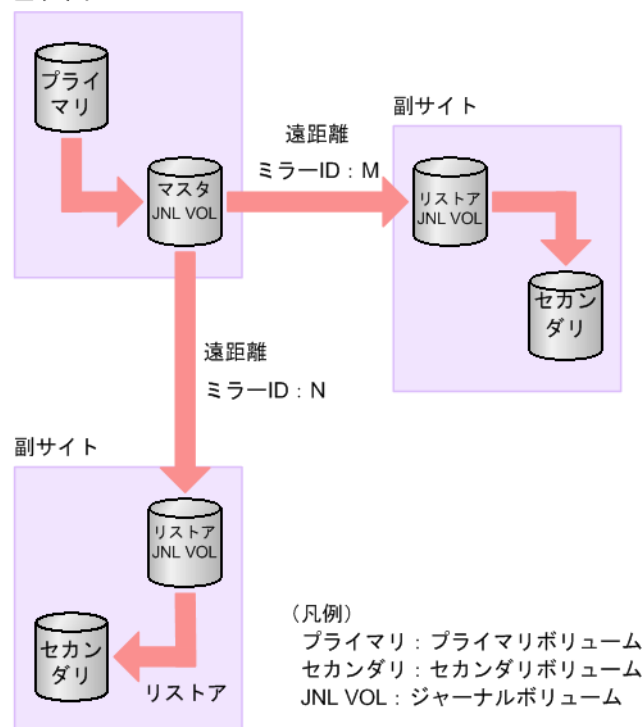 プライ
マリ
マスタ
JNL VOL
遠距離
ミラーID：M
副サイト
リストア
JNL VOL
セカン
ダリ
遠距離
ミラーID：N
副サイト
リストア
JNL VOL
セカン
ダリ
リストア
（凡例）
プライマリ：プライマリボリューム
セカンダリ：セカンダリボリューム
JNL VOL：ジャーナルボリューム